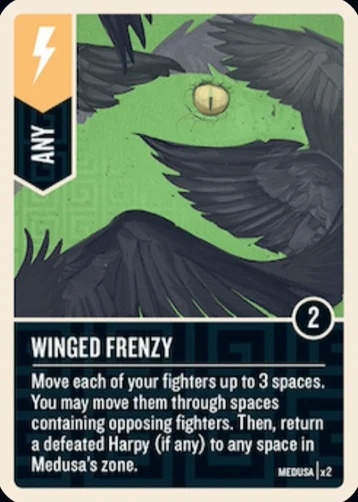 ANY
2
WINGED FRENZY
Move each of your fighters up to 3 spaces.
You may move them through spaces
containing opposing fighters. Then, return
a defeated Harpy (if any) to any space in
Medusa's zone.
MEDUSA | x2